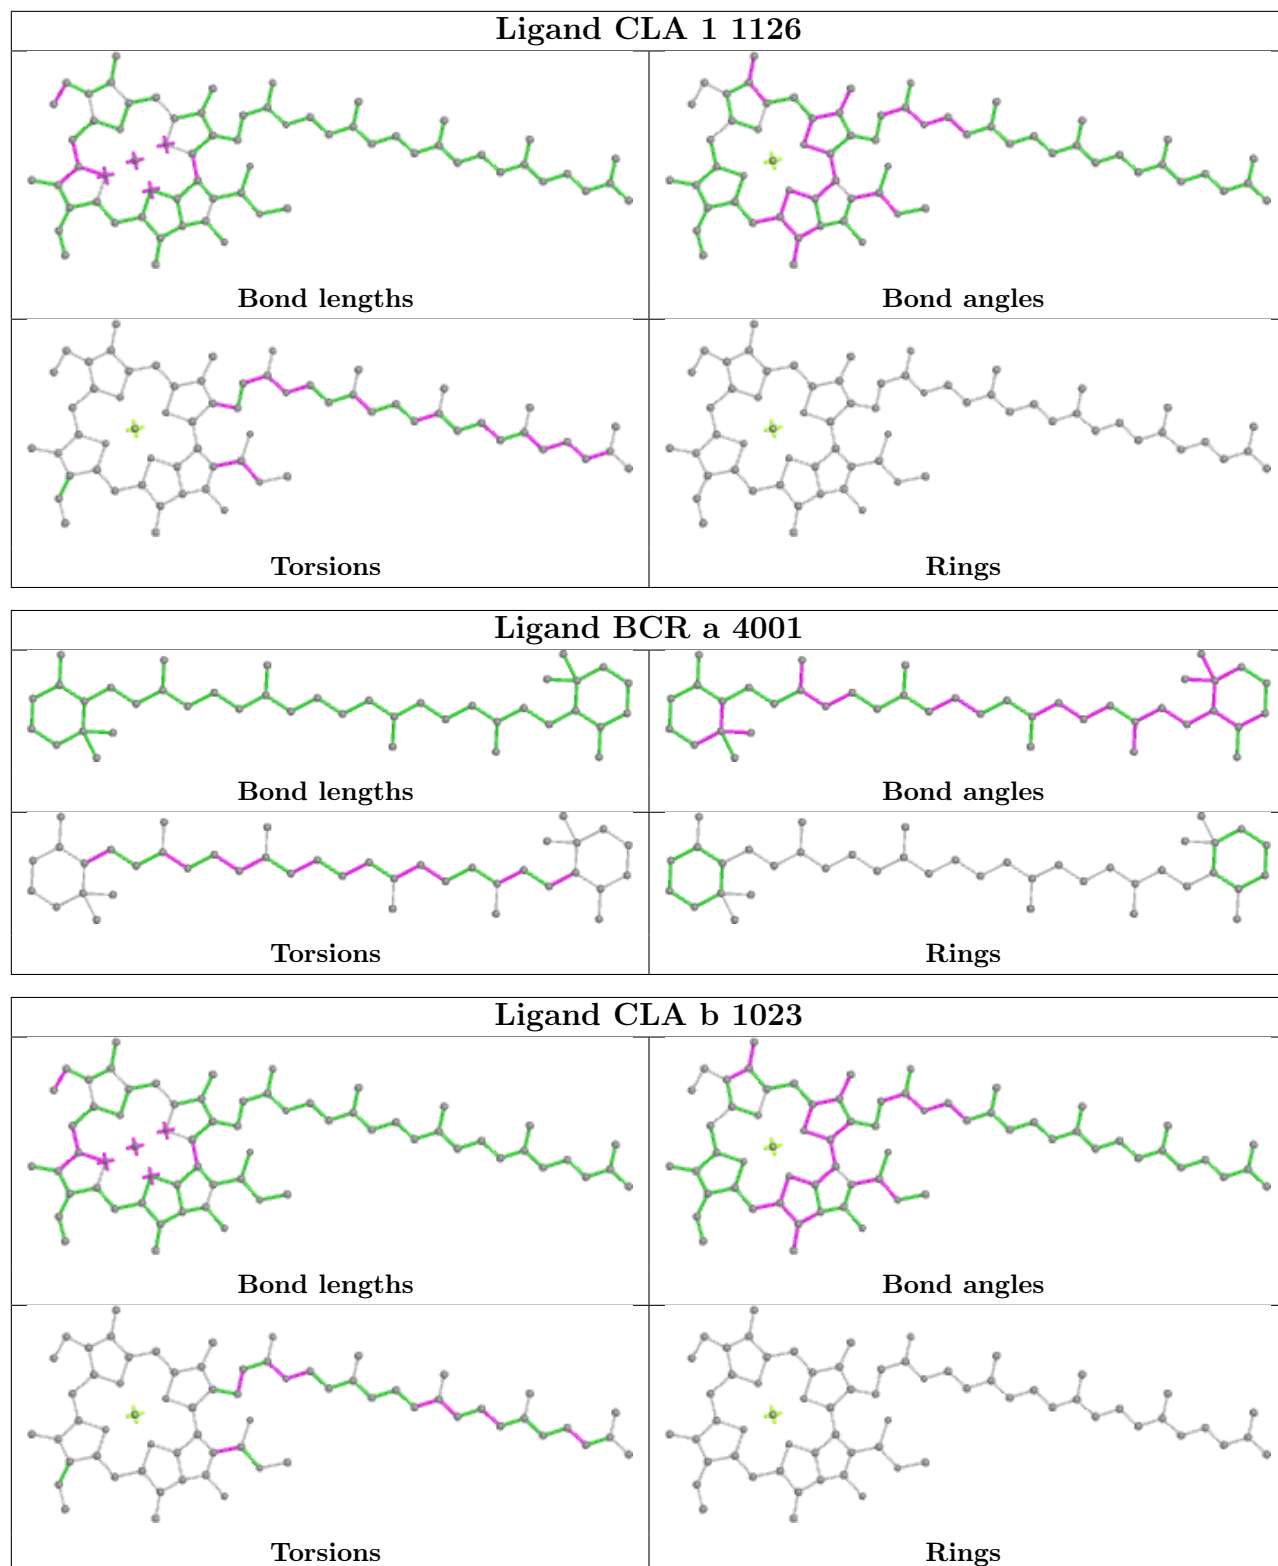 Ligand CLA 1 1126
Bond lengths
Bond angles
Torsions
Rings
Ligand BCR a 4001
Bond lengths
Bond angles
Torsions
Rings
Ligand CLA b 1023
Bond lengths
Bond angles
Torsions
Rings